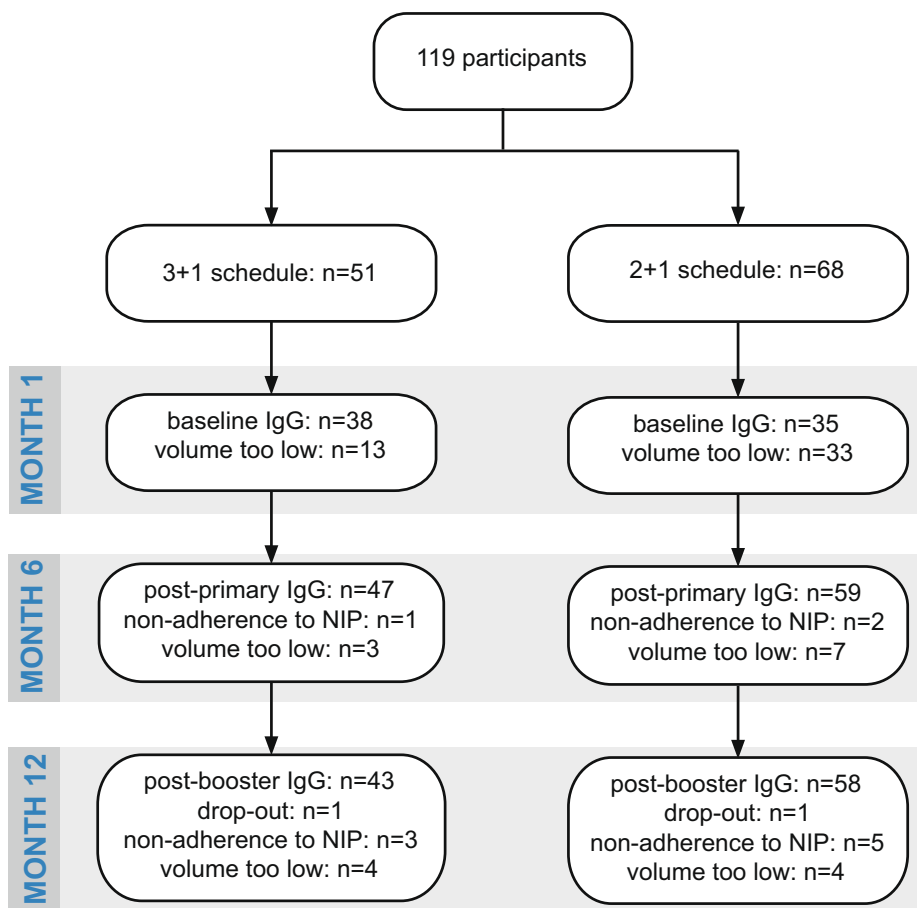 119 participants
3+1 schedule: n=51
2+1 schedule: n=68
MONTH 1
baseline IgG: n=38
volume too low: n=13
baseline IgG: n=35
volume too low: n=33
MONTH 6
post-primary IgG: n=47
non-adherence to NIP: n=1
volume too low: n=3
post-primary IgG: n=59
non-adherence to NIP: n=2
volume too low: n=7
MONTH 12
post-booster IgG: n=43
drop-out: n=1
non-adherence to NIP: n=3
volume too low: n=4
post-booster IgG: n=58
drop-out: n=1
non-adherence to NIP: n=5
volume too low: n=4